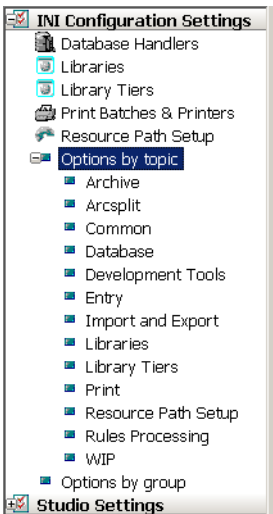 INI Configuration Settings
Database Handlers
Libraries
Library Tiers
Print Batches & Printers
Resource Path Setup
Options by topic
Archive
Arcsplit
Common
Database
Development Tools
Entry
Import and Export
Libraries
Library Tiers
Print
Resource Path Setup
Rules Processing
WIP
Options by group
Studio Settings